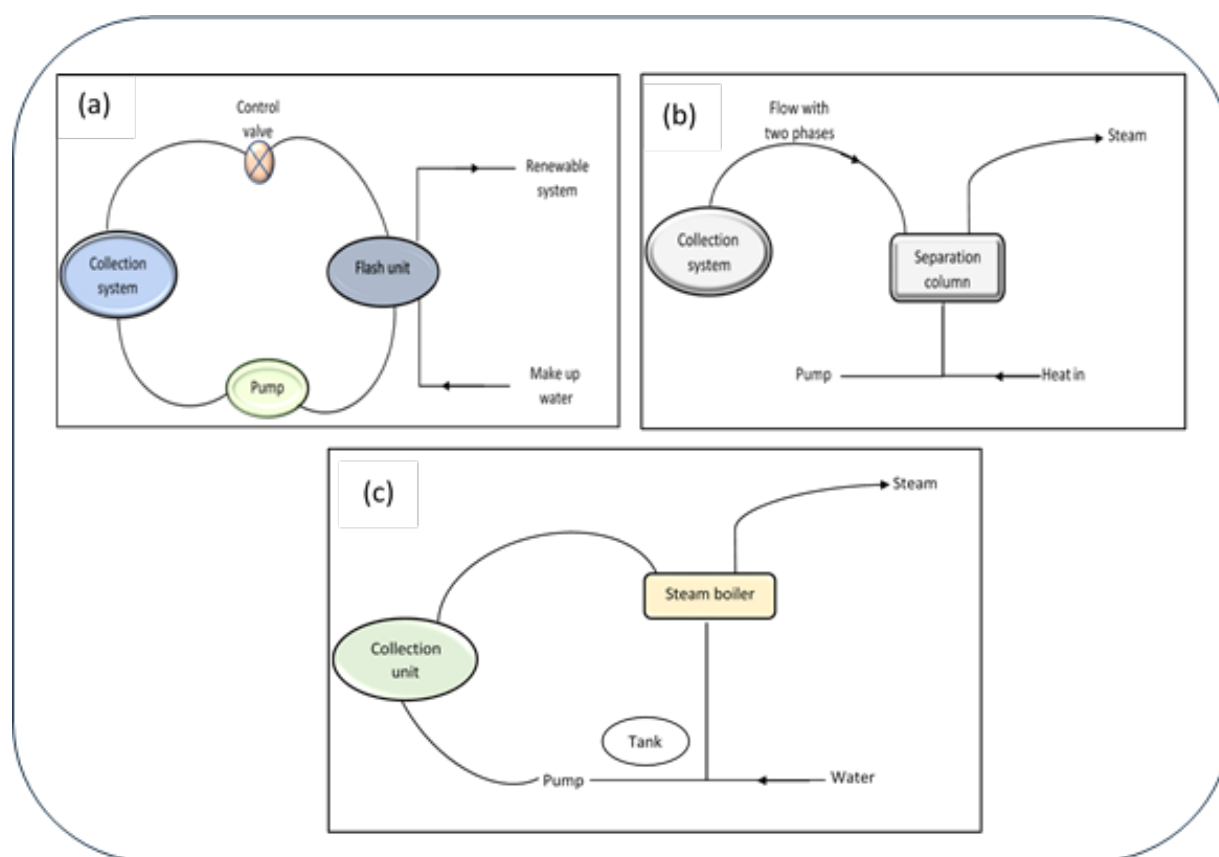 (a)
Control
valve
Renewable
system
Collection
system
Flash unit
Pump
Make up
water
(b)
Flow with
two phases
Steam
Collection
system
Separation
column
Pump
Heat in
(c)
Steam
Steam boiler
Collection
unit
Tank
Pump
Water